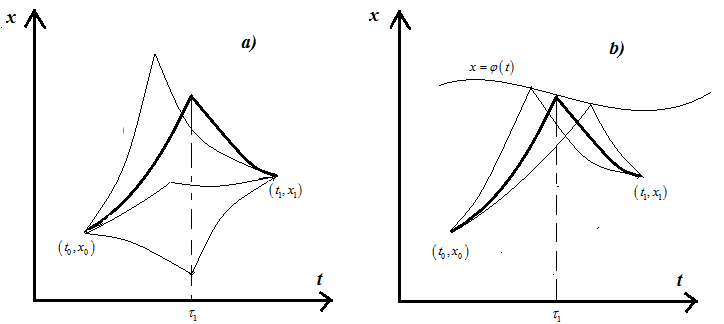 x
a)
(t₁, x₁)
(t₀, x₀)
t
τ₁
x
b)
x = φ(t)
(t₁, x₁)
(t₀, x₀)
t
τ₁